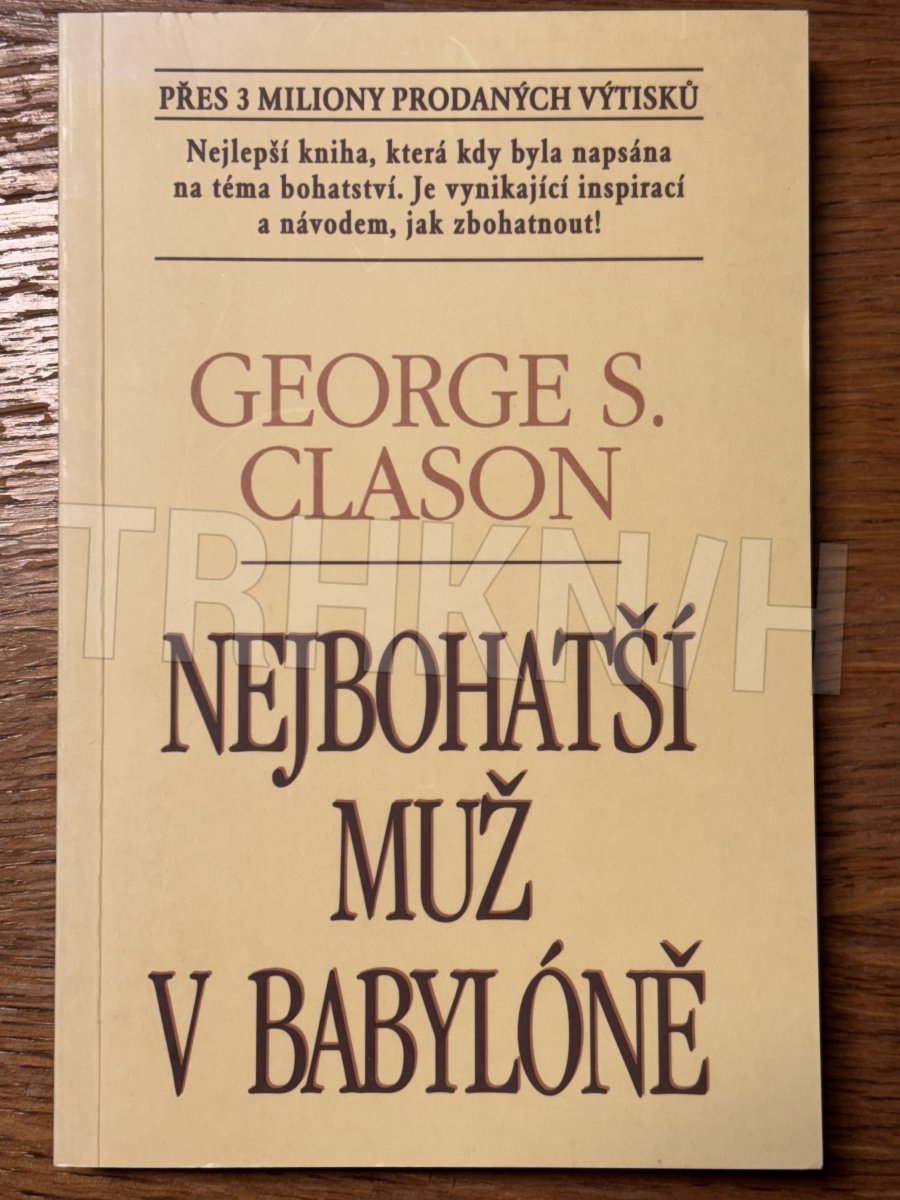 PŘES 3 MILIONY PRODANÝCH VÝTISKŮ
Nejlepší kniha, která kdy byla napsána
na téma bohatství. Je vynikající inspirací
a návodem, jak zbohatnout!
GEORGE S.
CLASON
TRHKNIH
NEJBOHATŠÍ
MUŽ
V BABYLÓNĚ